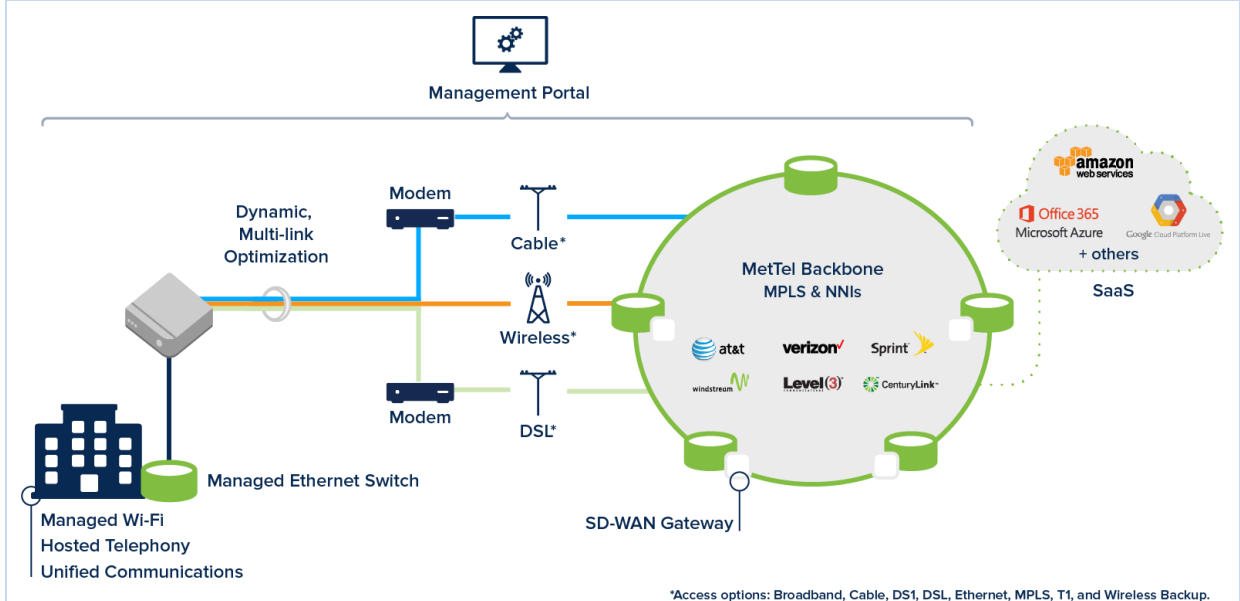 Management Portal
Dynamic,
Multi-link
Optimization
Modem
Cable*
Wireless*
Modem
DSL*
MetTel Backbone
MPLS & NNIs
at&t
verizon
Sprint
windstream
Level(3)
COMMUNICATIONS
CenturyLink™
amazon
web services
Office 365
Microsoft Azure
Google Cloud Platform Live
+ others
SaaS
Managed Ethernet Switch
Managed Wi-Fi
Hosted Telephony
Unified Communications
SD-WAN Gateway
*Access options: Broadband, Cable, DS1, DSL, Ethernet, MPLS, T1, and Wireless Backup.